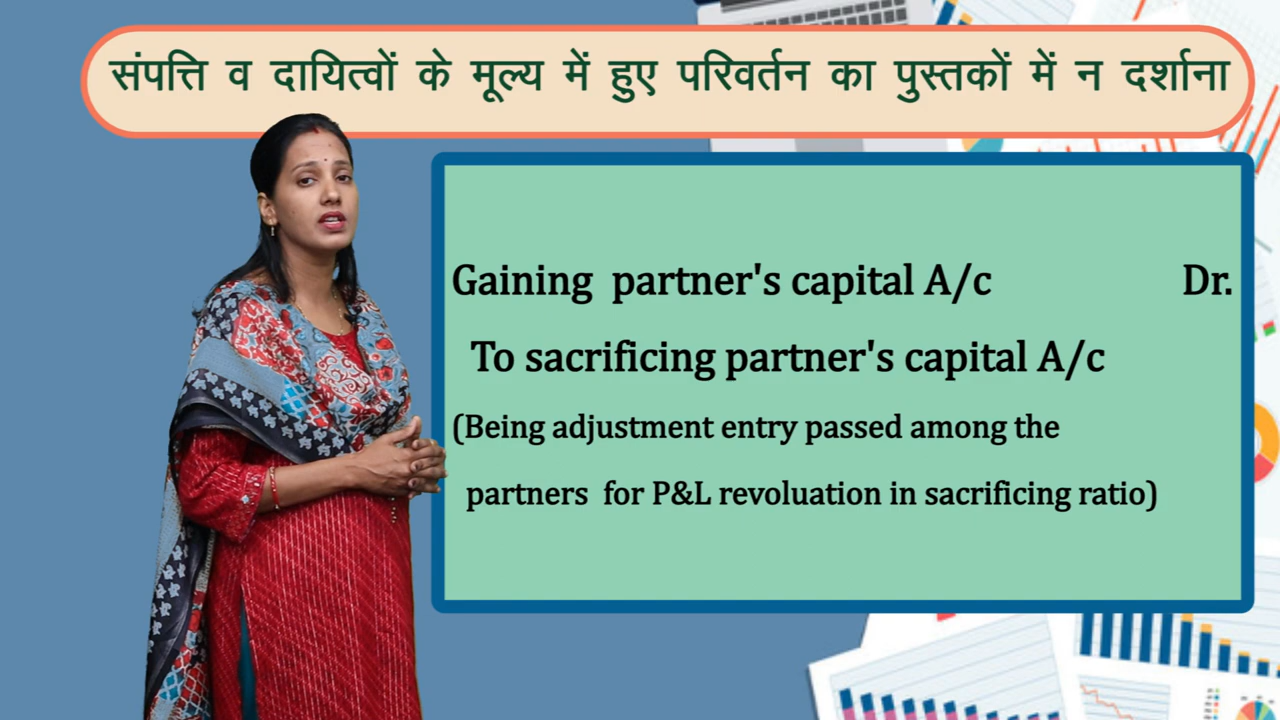 संपत्ति व दायित्वों के मूल्य में हुए परिवर्तन का पुस्तकों में न दर्शाना
Gaining partner's capital A/c Dr.
To sacrificing partner's capital A/c
(Being adjustment entry passed among the
partners for P&L revoluation in sacrificing ratio)